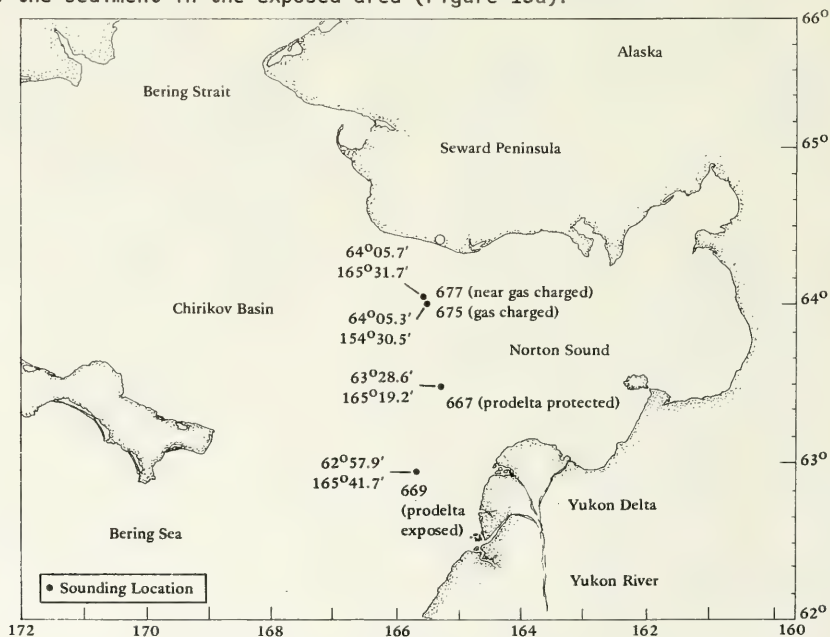 the sediment in the exposed area (Figure 15a).
66°
Alaska
Bering Strait
65°
Seward Peninsula
64°05.7'
165°31.7'
677 (near gas charged)
64°
675 (gas charged)
Chirikov Basin
64°05.3'
154°30.5'
Norton Sound
63°28.6'
165°19.2'
667 (prodelta protected)
63°
62°57.9'
165°41.7'
669
(prodelta
exposed)
Yukon Delta
Bering Sea
Yukon River
• Sounding Location
62°
172
170
168
166
164
162
160